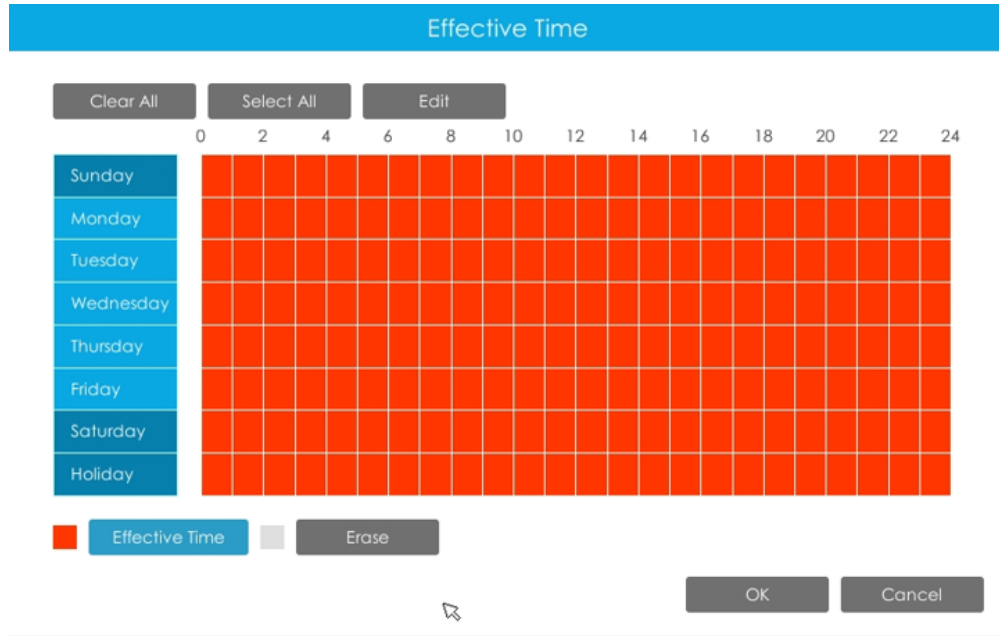 Effective Time
Clear All Select All Edit
0 2 4 6 8 10 12 14 16 18 20 22 24
Sunday
Monday
Tuesday
Wednesday
Thursday
Friday
Saturday
Holiday
Effective Time Erase
OK Cancel